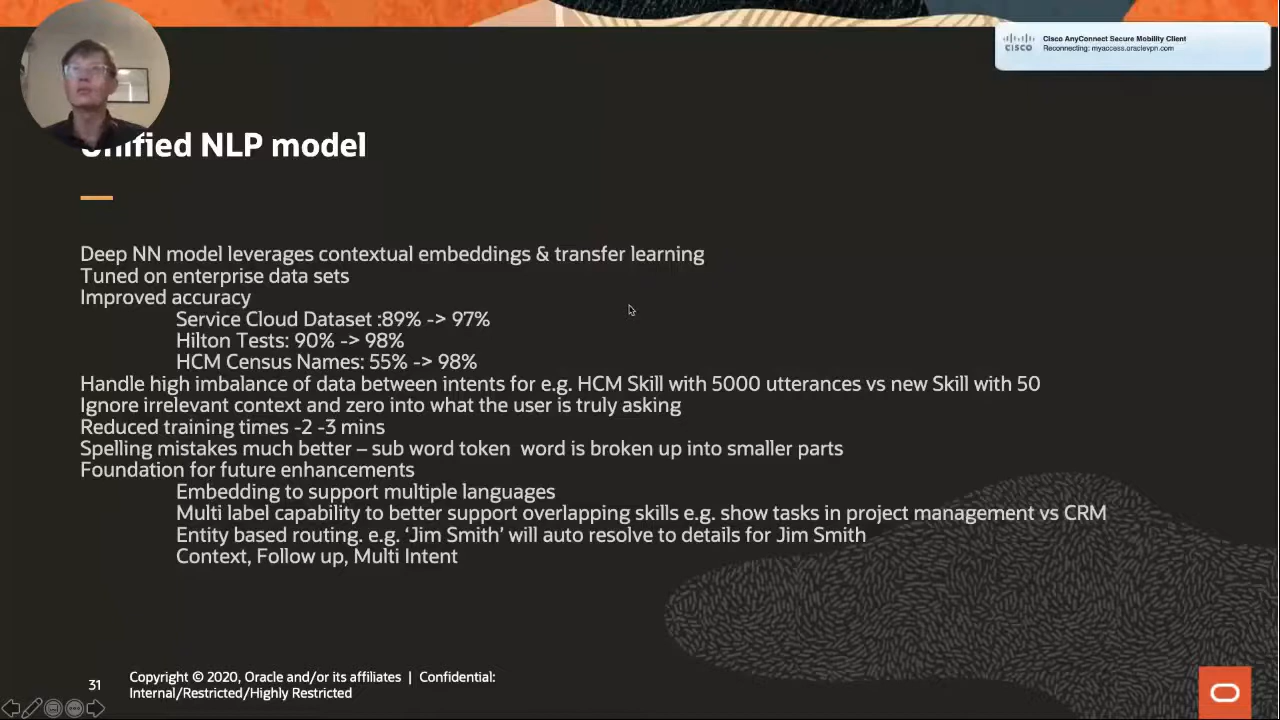 Cisco AnyConnect Secure Mobility Client
CISCO
Reconnecting: myaccess.oraclevpn.com
Unified NLP model
Deep NN model leverages contextual embeddings & transfer learning
Tuned on enterprise data sets
Improved accuracy
Service Cloud Dataset :89% -> 97%
Hilton Tests: 90% -> 98%
HCM Census Names: 55% -> 98%
Handle high imbalance of data between intents for e.g. HCM Skill with 5000 utterances vs new Skill with 50
Ignore irrelevant context and zero into what the user is truly asking
Reduced training times -2 -3 mins
Spelling mistakes much better – sub word token  word is broken up into smaller parts
Foundation for future enhancements
Embedding to support multiple languages
Multi label capability to better support overlapping skills e.g. show tasks in project management vs CRM
Entity based routing. e.g. ‘Jim Smith’ will auto resolve to details for Jim Smith
Context, Follow up, Multi Intent
31
Copyright © 2020, Oracle and/or its affiliates | Confidential:
Internal/Restricted/Highly Restricted